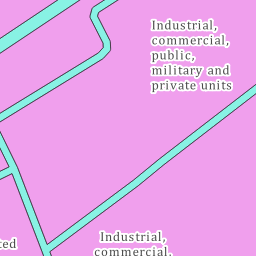 Industrial,
commercial,
public,
military and
private units
Industrial,
commercial,